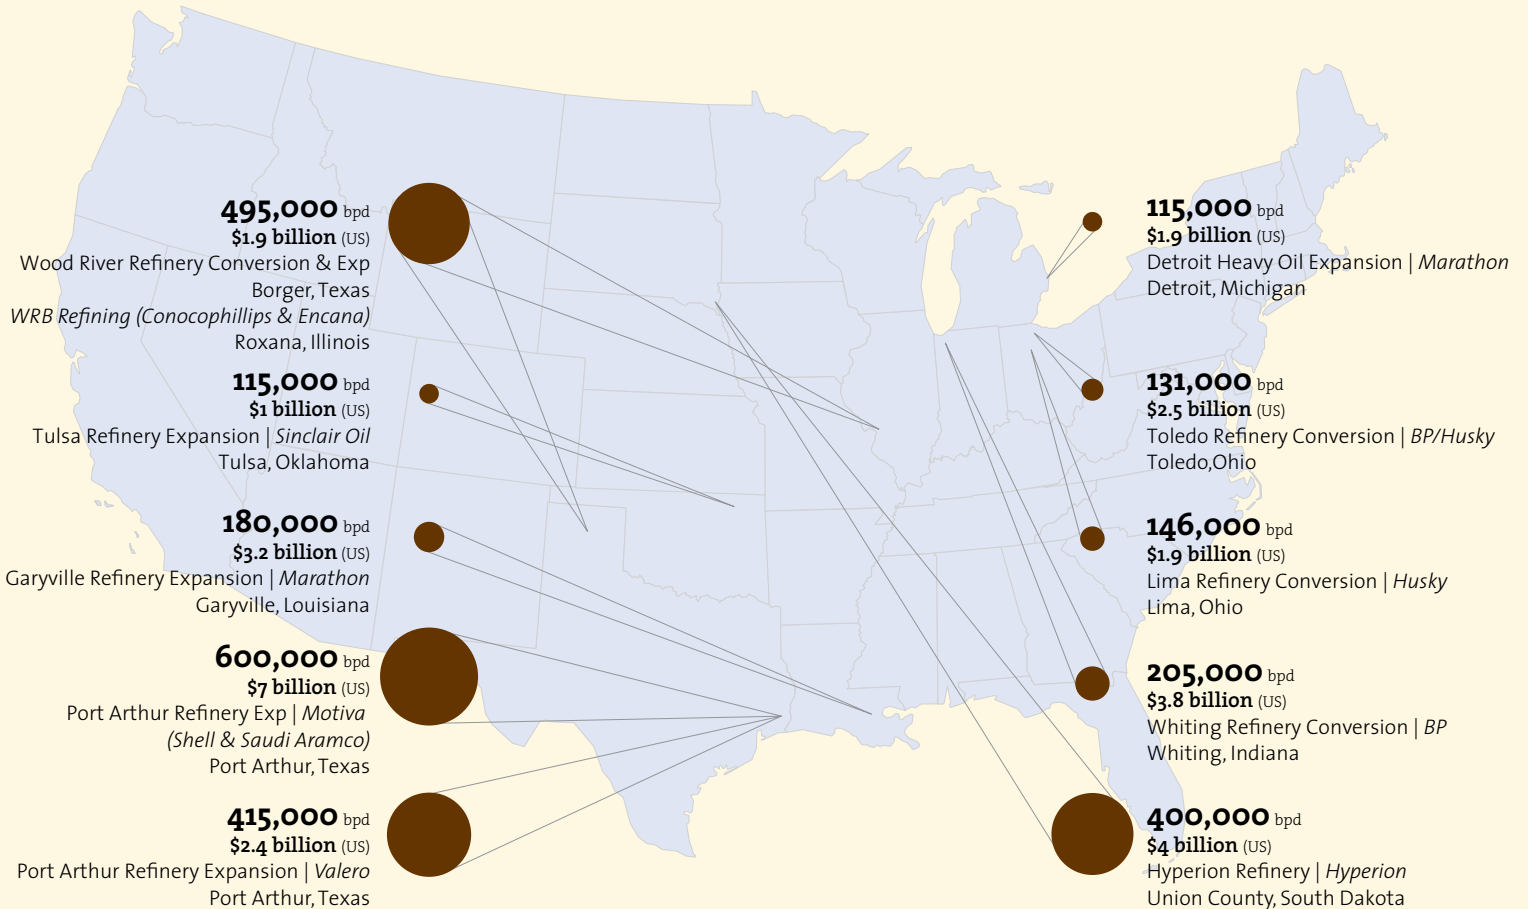 495,000 bpd
$1.9 billion (US)
Wood River Refinery Conversion & Exp
Borger, Texas
WRB Refining (Conocophillips & Encana)
Roxana, Illinois
115,000 bpd
$1 billion (US)
Tulsa Refinery Expansion | Sinclair Oil
Tulsa, Oklahoma
180,000 bpd
$3.2 billion (US)
Garyville Refinery Expansion | Marathon
Garyville, Louisiana
600,000 bpd
$7 billion (US)
Port Arthur Refinery Exp | Motiva
(Shell & Saudi Aramco)
Port Arthur, Texas
415,000 bpd
$2.4 billion (US)
Port Arthur Refinery Expansion | Valero
Port Arthur, Texas
115,000 bpd
$1.9 billion (US)
Detroit Heavy Oil Expansion | Marathon
Detroit, Michigan
131,000 bpd
$2.5 billion (US)
Toledo Refinery Conversion | BP/Husky
Toledo,Ohio
146,000 bpd
$1.9 billion (US)
Lima Refinery Conversion | Husky
Lima, Ohio
205,000 bpd
$3.8 billion (US)
Whiting Refinery Conversion | BP
Whiting, Indiana
400,000 bpd
$4 billion (US)
Hyperion Refinery | Hyperion
Union County, South Dakota